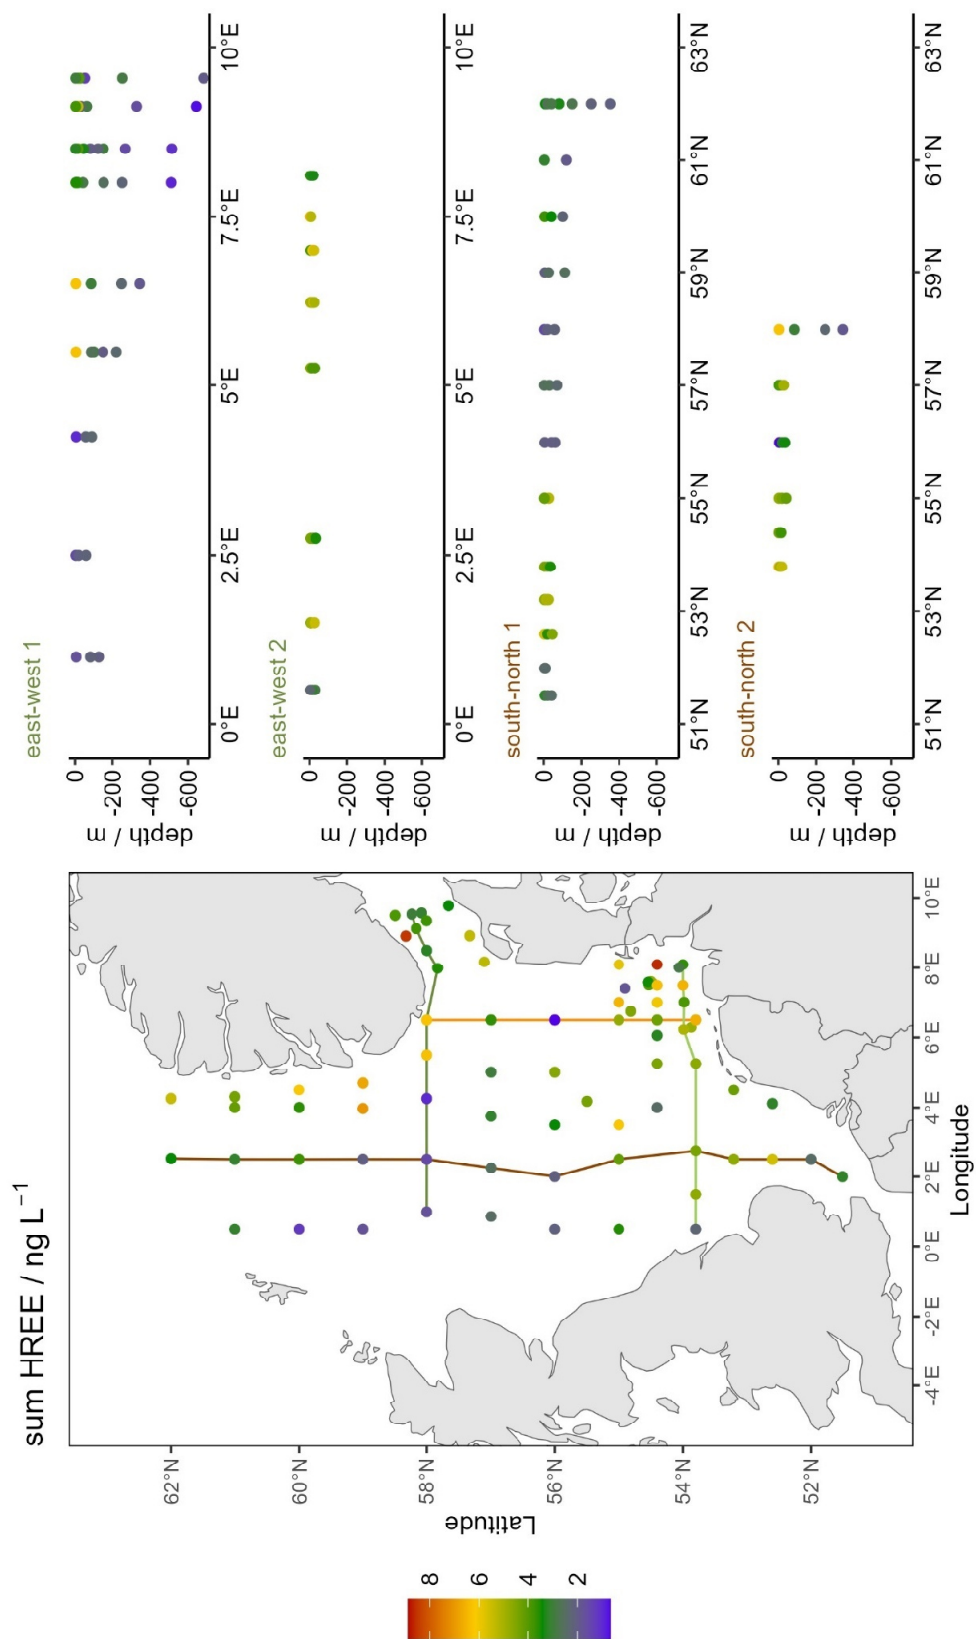 sum HREE / ng L⁻¹
62°N
60°N
58°N
56°N
54°N
52°N
Latitude
-4°E
-2°E
0°E
2°E
4°E
6°E
8°E
10°E
Longitude
8
6
4
2
east-west 1
0
-200
-400
-600
depth / m
0°E
2.5°E
5°E
7.5°E
10°E
east-west 2
0
-200
-400
-600
depth / m
0°E
2.5°E
5°E
7.5°E
10°E
south-north 1
0
-200
-400
-600
depth / m
51°N
53°N
55°N
57°N
59°N
61°N
63°N
south-north 2
0
-200
-400
-600
depth / m
51°N
53°N
55°N
57°N
59°N
61°N
63°N